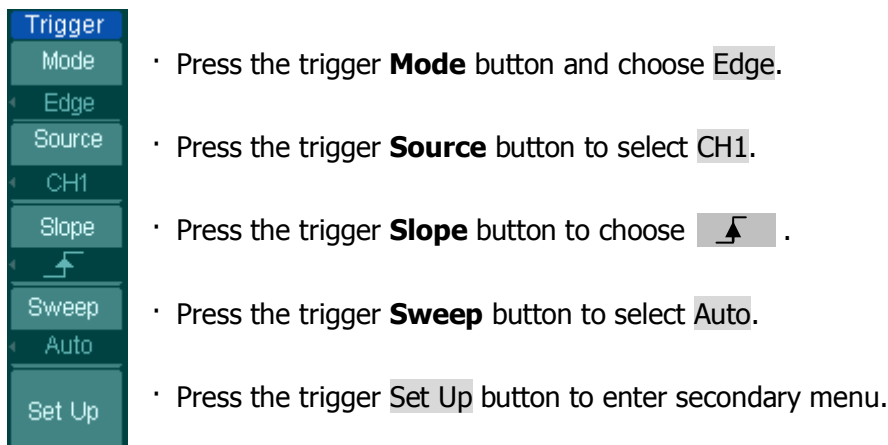 Trigger
Mode
· Press the trigger Mode button and choose Edge.
Edge
Source
· Press the trigger Source button to select CH1.
CH1
Slope
· Press the trigger Slope button to choose .
Sweep
· Press the trigger Sweep button to select Auto.
Auto
Set Up
· Press the trigger Set Up button to enter secondary menu.